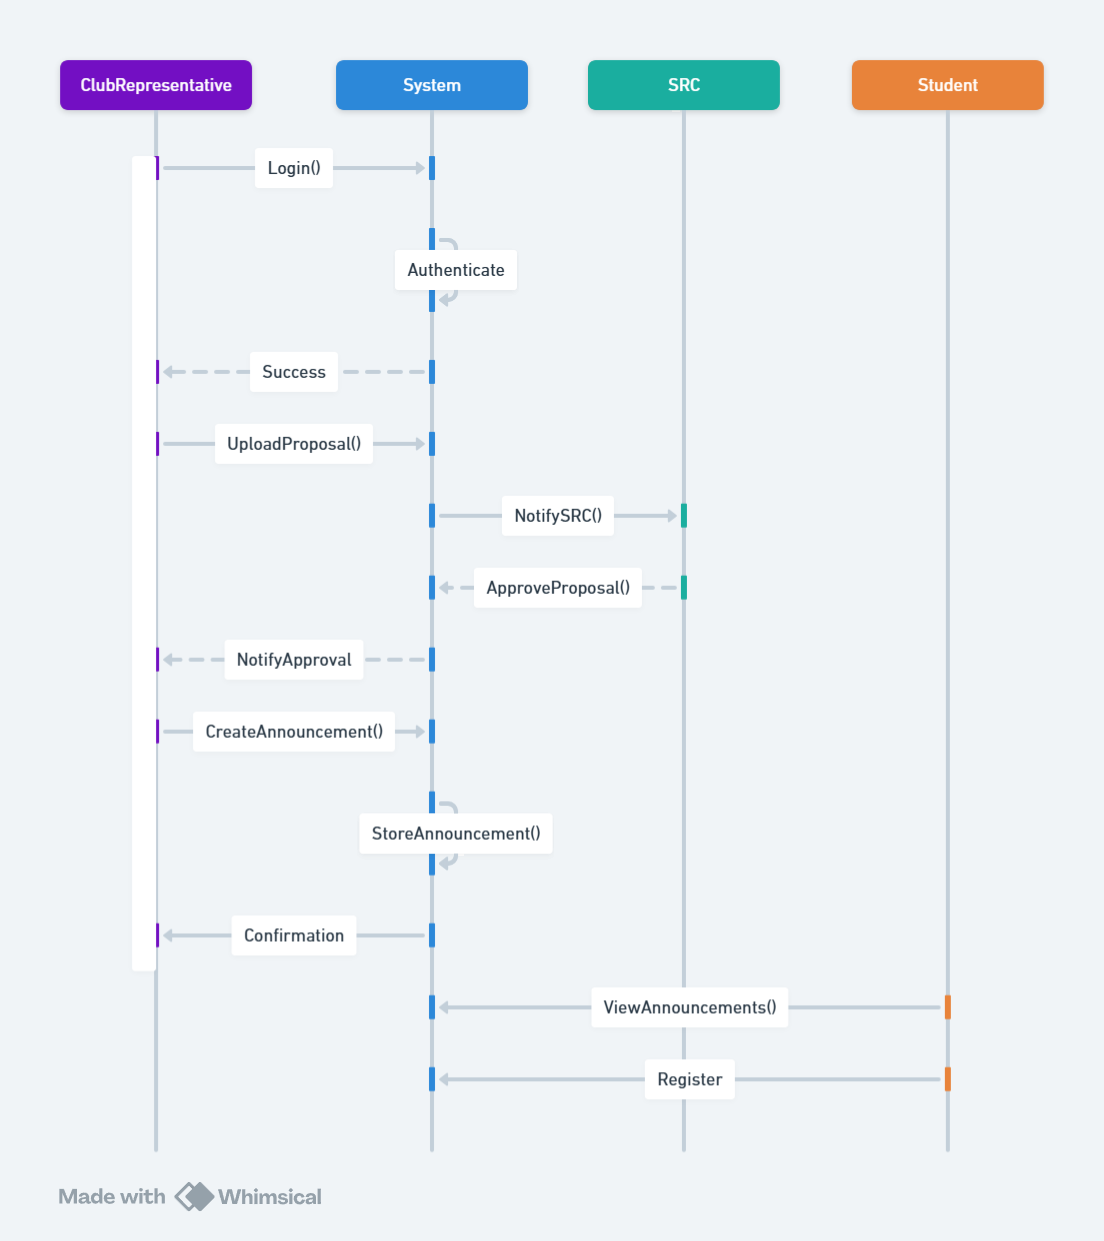 ClubRepresentative
System
SRC
Student
Login()
Authenticate
Success
UploadProposal()
NotifySRC()
ApproveProposal()
NotifyApproval
CreateAnnouncement()
StoreAnnouncement()
Confirmation
ViewAnnouncements()
Register
Made with Whimsical